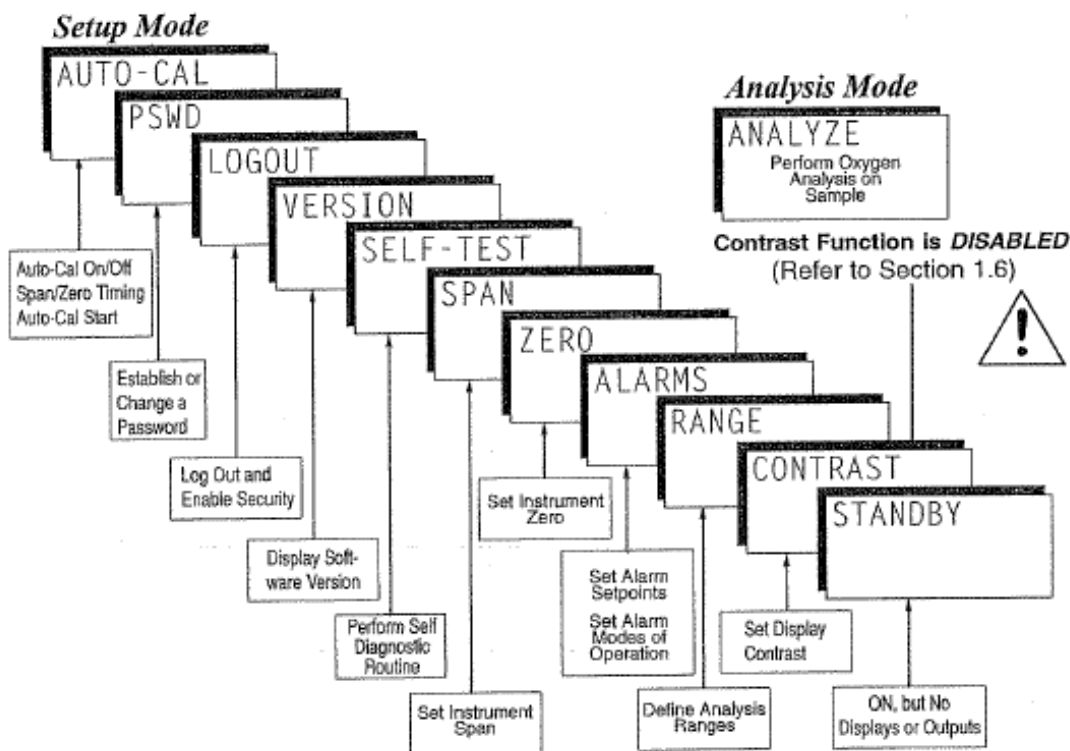 Setup Mode
AUTO-CAL
PSWD
LOGOUT
VERSION
SELF-TEST
SPAN
ZERO
ALARMS
RANGE
CONTRAST
STANDBY
Analysis Mode
ANALYZE
Perform Oxygen
Analysis on
Sample
Contrast Function is DISABLED
(Refer to Section 1.6)
!
Auto-Cal On/Off
Span/Zero Timing
Auto-Cal Start
Establish or
Change a
Password
Log Out and
Enable Security
Display Soft-
ware Version
Perform Self
Diagnostic
Routine
Set Instrument
Span
Set Instrument
Zero
Set Alarm
Setpoints
Set Alarm
Modes of
Operation
Define Analysis
Ranges
Set Display
Contrast
ON, but No
Displays or Outputs